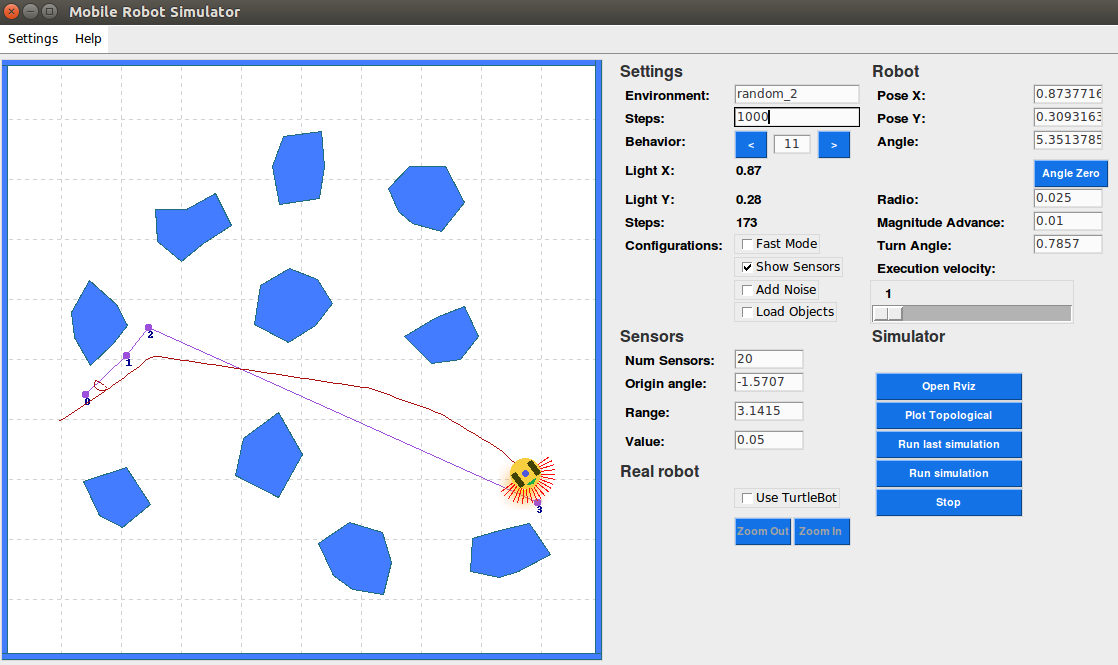 Mobile Robot Simulator
Settings Help
Settings
Environment: random_2
Steps: 1000
Behavior: < 11 >
Light X: 0.87
Light Y: 0.28
Steps: 173
Configurations: Fast Mode
Show Sensors
Add Noise
Load Objects
Sensors
Num Sensors: 20
Origin angle: -1.5707
Range: 3.1415
Value: 0.05
Real robot
Use TurtleBot
Zoom Out Zoom In
Robot
Pose X: 0.8737716
Pose Y: 0.3093163
Angle: 5.3513785
Angle Zero
Radio: 0.025
Magnitude Advance: 0.01
Turn Angle: 0.7857
Execution velocity:
1
Simulator
Open Rviz
Plot Topological
Run last simulation
Run simulation
Stop
2
1
0
3